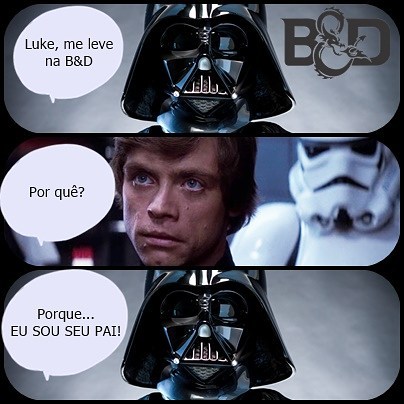 B&D
Luke, me leve
na B&D
Por quê?
Porque...
EU SOU SEU PAI!